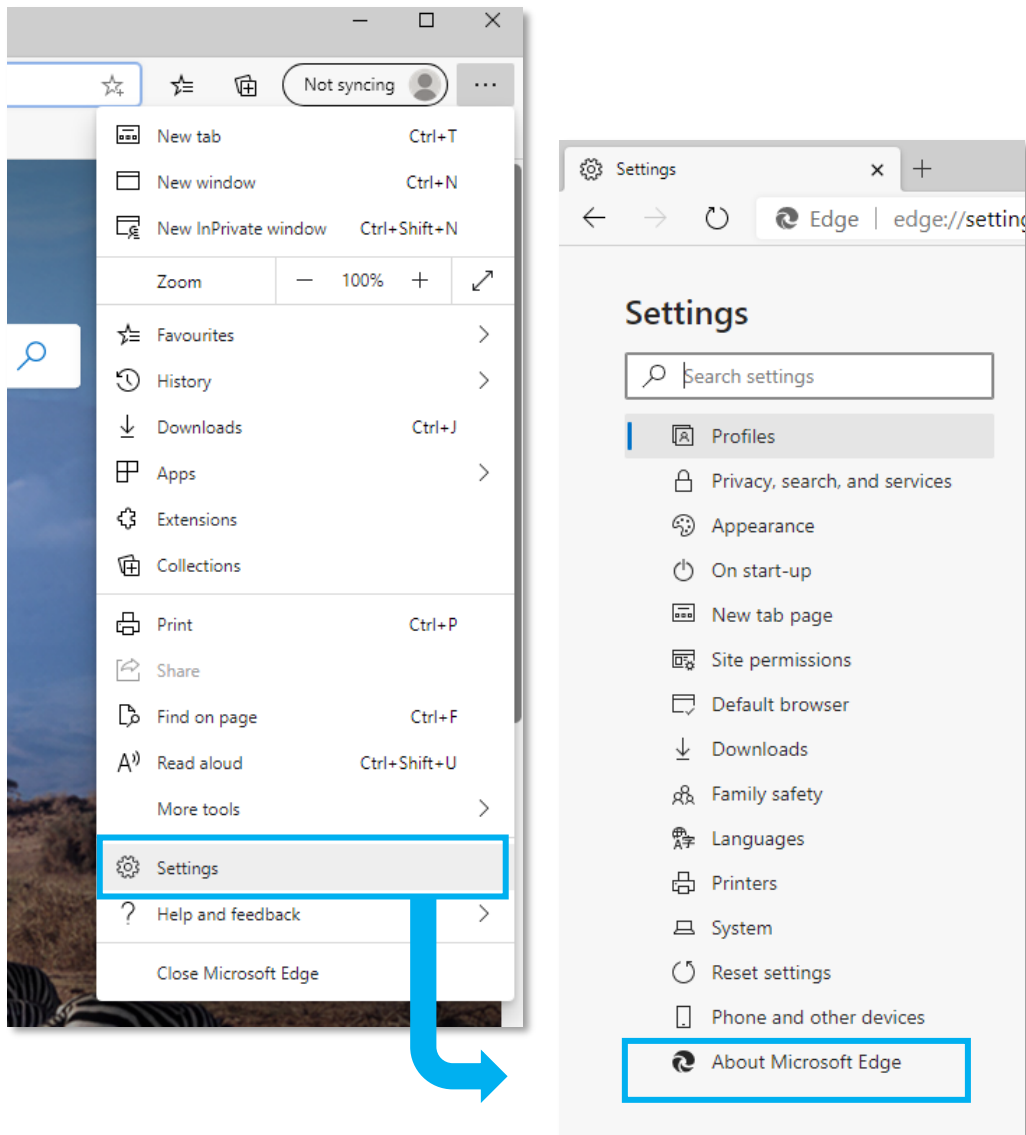 Not syncing
New tab Ctrl+T
New window Ctrl+N
New InPrivate window Ctrl+Shift+N
Zoom — 100% +
Favourites
History
Downloads Ctrl+J
Apps
Extensions
Collections
Print Ctrl+P
Share
Find on page Ctrl+F
Read aloud Ctrl+Shift+U
More tools
Settings
Help and feedback
Close Microsoft Edge
Settings
Edge | edge://setting
Settings
Search settings
Profiles
Privacy, search, and services
Appearance
On start-up
New tab page
Site permissions
Default browser
Downloads
Family safety
Languages
Printers
System
Reset settings
Phone and other devices
About Microsoft Edge